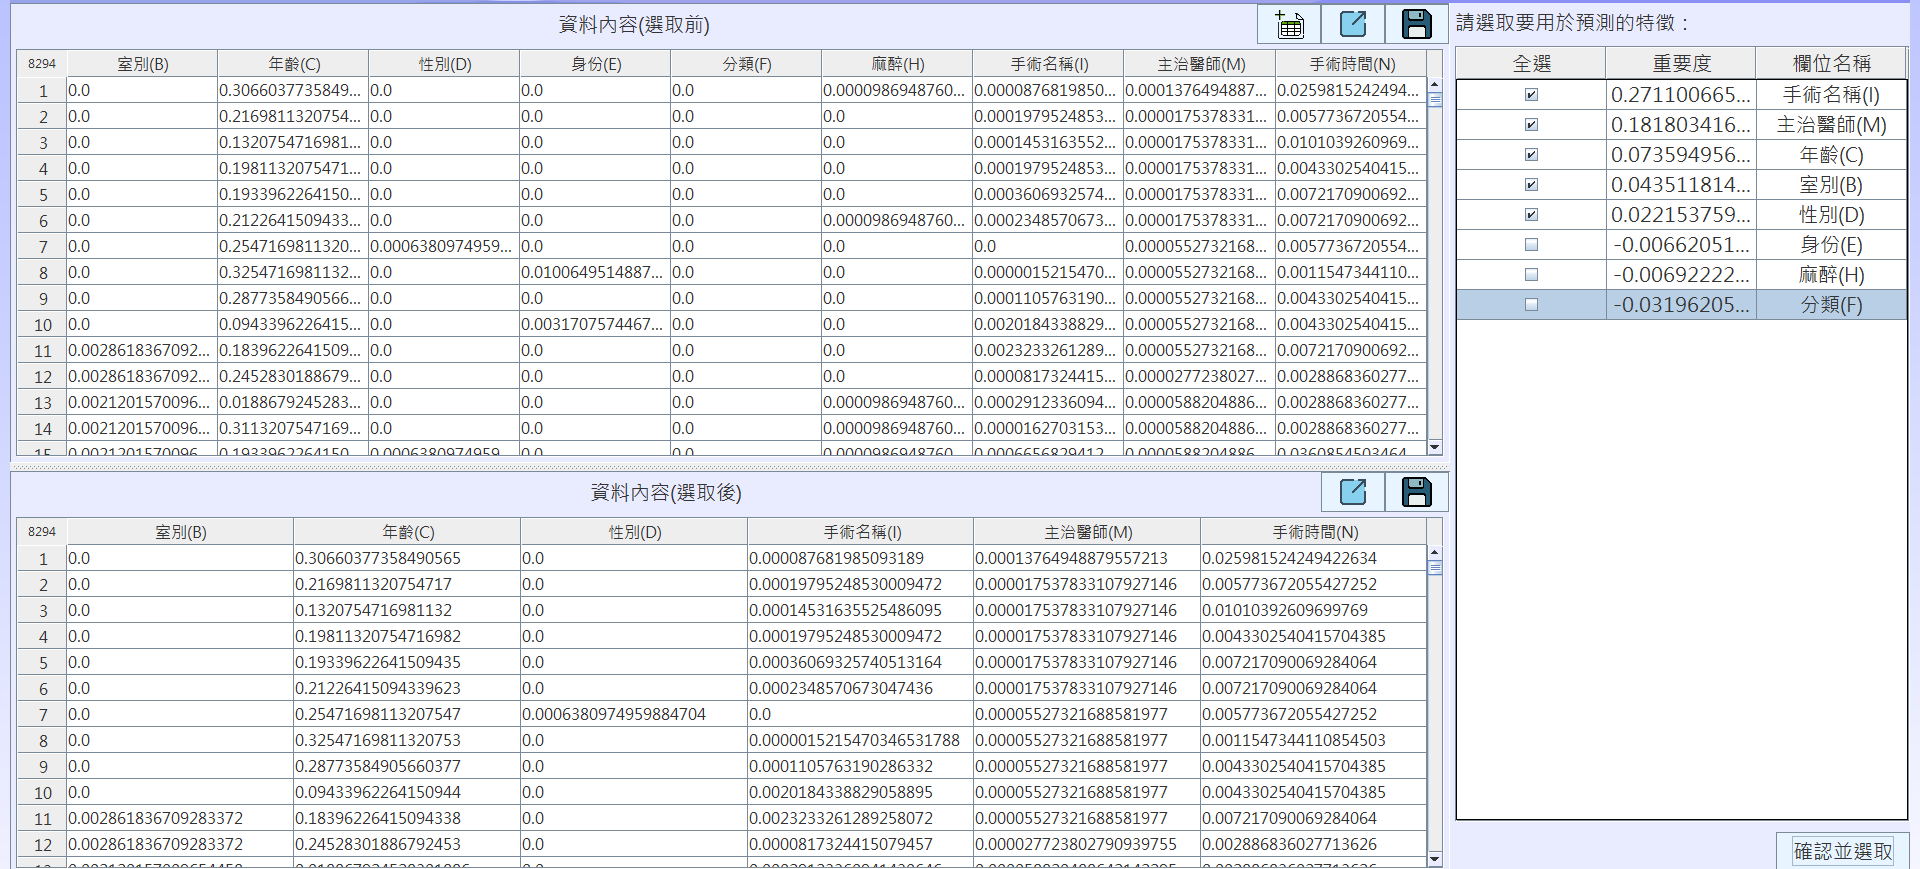 資料內容(選取前)
8294 室別(B) 年齡(C) 性別(D) 身份(E) 分類(F) 麻醉(H) 手術名稱(I) 主治醫師(M) 手術時間(N)
1 0.0 0.3066037735849... 0.0 0.0 0.0 0.0000986948760... 0.0000876819850... 0.0001376494887... 0.0259815242494...
2 0.0 0.2169811320754... 0.0 0.0 0.0 0.0 0.0001979524853... 0.0000175378331... 0.0057736720554...
3 0.0 0.1320754716981... 0.0 0.0 0.0 0.0 0.0001453163552... 0.0000175378331... 0.0101039260969...
4 0.0 0.1981132075471... 0.0 0.0 0.0 0.0 0.0001979524853... 0.0000175378331... 0.0043302540415...
5 0.0 0.1933962264150... 0.0 0.0 0.0 0.0 0.0003606932574... 0.0000175378331... 0.0072170900692...
6 0.0 0.2122641509433... 0.0 0.0 0.0 0.0000986948760... 0.0002348570673... 0.0000175378331... 0.0072170900692...
7 0.0 0.2547169811320... 0.0006380974959... 0.0 0.0 0.0 0.0 0.0000552732168... 0.0057736720554...
8 0.0 0.3254716981132... 0.0 0.0100649514887... 0.0 0.0 0.0000015215470... 0.0000552732168... 0.0011547344110...
9 0.0 0.2877358490566... 0.0 0.0 0.0 0.0 0.0001105763190... 0.0000552732168... 0.0043302540415...
10 0.0 0.0943396226415... 0.0 0.0031707574467... 0.0 0.0 0.0020184338829... 0.0000552732168... 0.0043302540415...
11 0.0028618367092... 0.1839622641509... 0.0 0.0 0.0 0.0 0.0023233261289... 0.0000552732168... 0.0072170900692...
12 0.0028618367092... 0.2452830188679... 0.0 0.0 0.0 0.0 0.0000817324415... 0.0000277238027... 0.0028868360277...
13 0.0021201570096... 0.0188679245283... 0.0 0.0 0.0 0.0000986948760... 0.0002912336094... 0.0000588204886... 0.0028868360277...
14 0.0021201570096... 0.3113207547169... 0.0 0.0 0.0 0.0000986948760... 0.0000162703153... 0.0000588204886... 0.0028868360277...
15 0.0021201570096... 0.1933962264150... 0.0006380974959... 0.0 0.0 0.0000986948760... 0.0006656829412... 0.0000588204886... 0.0360854503464...
資料內容(選取後)
8294 室別(B) 年齡(C) 性別(D) 手術名稱(I) 主治醫師(M) 手術時間(N)
1 0.0 0.30660377358490565 0.0 0.000087681985093189 0.00013764948879557213 0.025981524249422634
2 0.0 0.2169811320754717 0.0 0.00019795248530009472 0.000017537833107927146 0.005773672055427252
3 0.0 0.1320754716981132 0.0 0.00014531635525486095 0.000017537833107927146 0.01010392609699769
4 0.0 0.19811320754716982 0.0 0.00019795248530009472 0.000017537833107927146 0.0043302540415704385
5 0.0 0.19339622641509435 0.0 0.00036069325740513164 0.000017537833107927146 0.007217090069284064
6 0.0 0.21226415094339623 0.0 0.0002348570673047436 0.000017537833107927146 0.007217090069284064
7 0.0 0.25471698113207547 0.0006380974959884704 0.0 0.00005527321688581977 0.005773672055427252
8 0.0 0.32547169811320753 0.0 0.0000015215470346531788 0.00005527321688581977 0.0011547344110854503
9 0.0 0.28773584905660377 0.0 0.0001105763190286332 0.00005527321688581977 0.0043302540415704385
10 0.0 0.09433962264150944 0.0 0.0020184338829058895 0.00005527321688581977 0.0043302540415704385
11 0.002861836709283372 0.18396226415094338 0.0 0.0023233261289258072 0.00005527321688581977 0.007217090069284064
12 0.002861836709283372 0.24528301886792453 0.0 0.0000817324415079457 0.000027723802790939755 0.002886836027713626
請選取要用於預測的特徵：
全選 重要度 欄位名稱
0.271100665... 手術名稱(I)
0.181803416... 主治醫師(M)
0.073594956... 年齡(C)
0.043511814... 室別(B)
0.022153759... 性別(D)
-0.00662051... 身份(E)
-0.00692222... 麻醉(H)
-0.03196205... 分類(F)
確認並選取